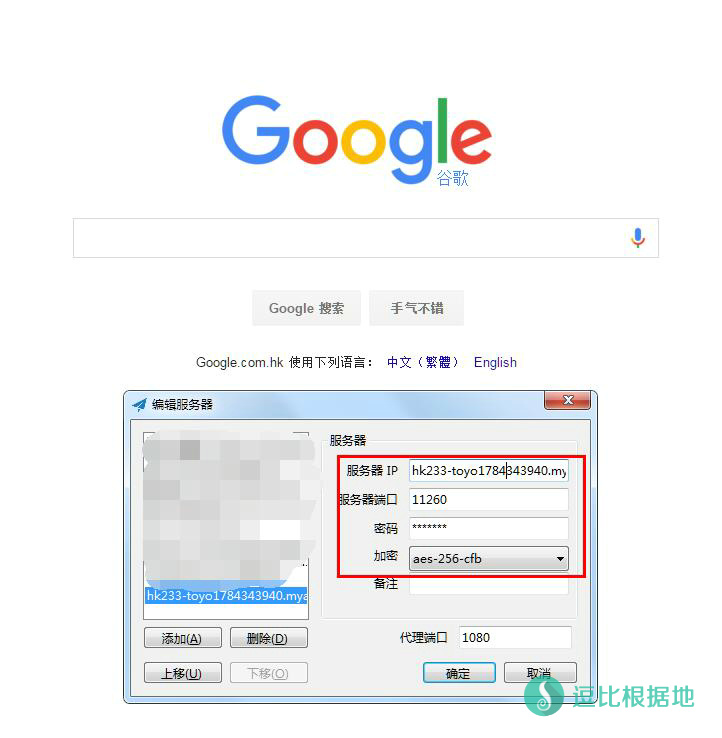 Google
谷歌
Google 搜索 手气不错
Google.com.hk 使用下列语言： 中文（繁體） English
编辑服务器
服务器
服务器 IP hk233-toyo1784343940.my
服务器端口 11260
密码 *******
加密 aes-256-cfb
备注
hk233-toyo1784343940.mya
代理端口 1080
添加(A) 删除(D)
上移(U) 下移(O)
确定 取消
逗比根据地